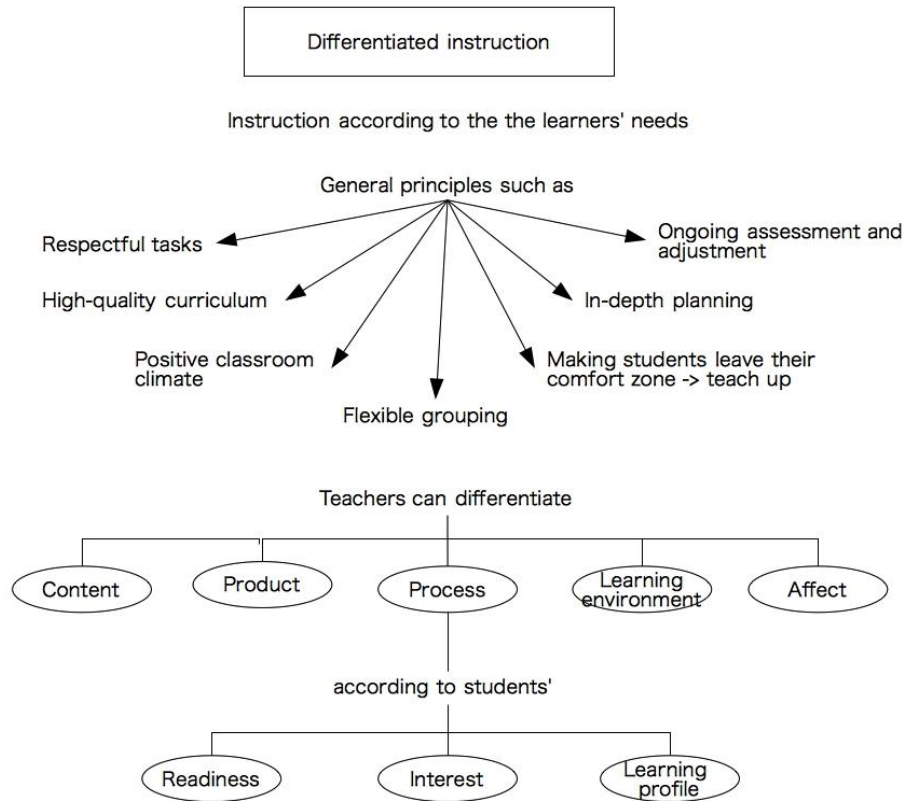 Differentiated instruction
Instruction according to the the learners' needs
General principles such as
Respectful tasks
Ongoing assessment and
adjustment
High-quality curriculum
In-depth planning
Positive classroom
climate
Making students leave their
comfort zone -> teach up
Flexible grouping
Teachers can differentiate
Content
Product
Process
Learning
environment
Affect
according to students'
Readiness
Interest
Learning
profile